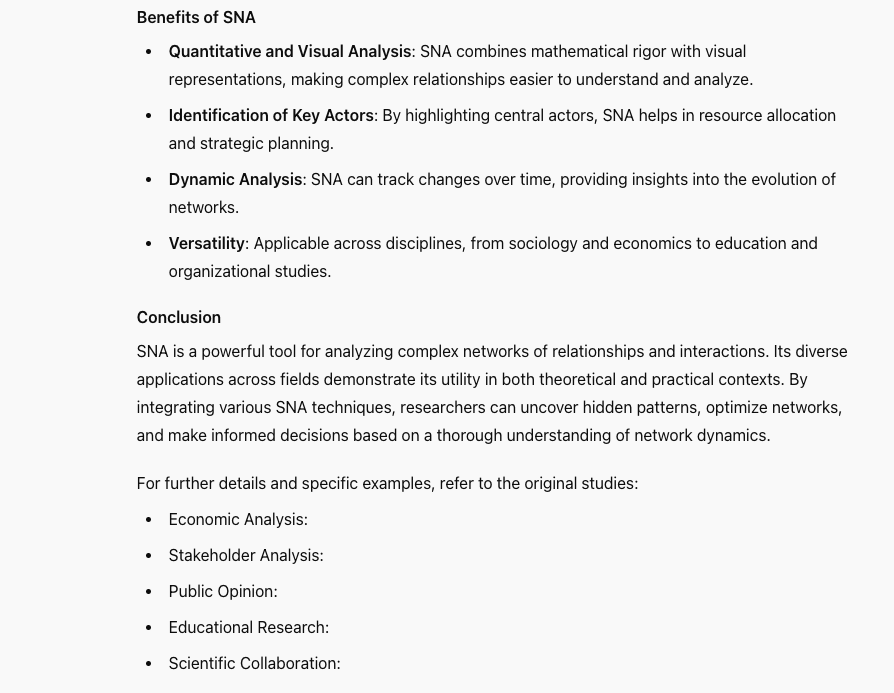 Benefits of SNA
• Quantitative and Visual Analysis: SNA combines mathematical rigor with visual
representations, making complex relationships easier to understand and analyze.
• Identification of Key Actors: By highlighting central actors, SNA helps in resource allocation
and strategic planning.
• Dynamic Analysis: SNA can track changes over time, providing insights into the evolution of
networks.
• Versatility: Applicable across disciplines, from sociology and economics to education and
organizational studies.
Conclusion
SNA is a powerful tool for analyzing complex networks of relationships and interactions. Its diverse
applications across fields demonstrate its utility in both theoretical and practical contexts. By
integrating various SNA techniques, researchers can uncover hidden patterns, optimize networks,
and make informed decisions based on a thorough understanding of network dynamics.
For further details and specific examples, refer to the original studies:
• Economic Analysis:
• Stakeholder Analysis:
• Public Opinion:
• Educational Research:
• Scientific Collaboration: